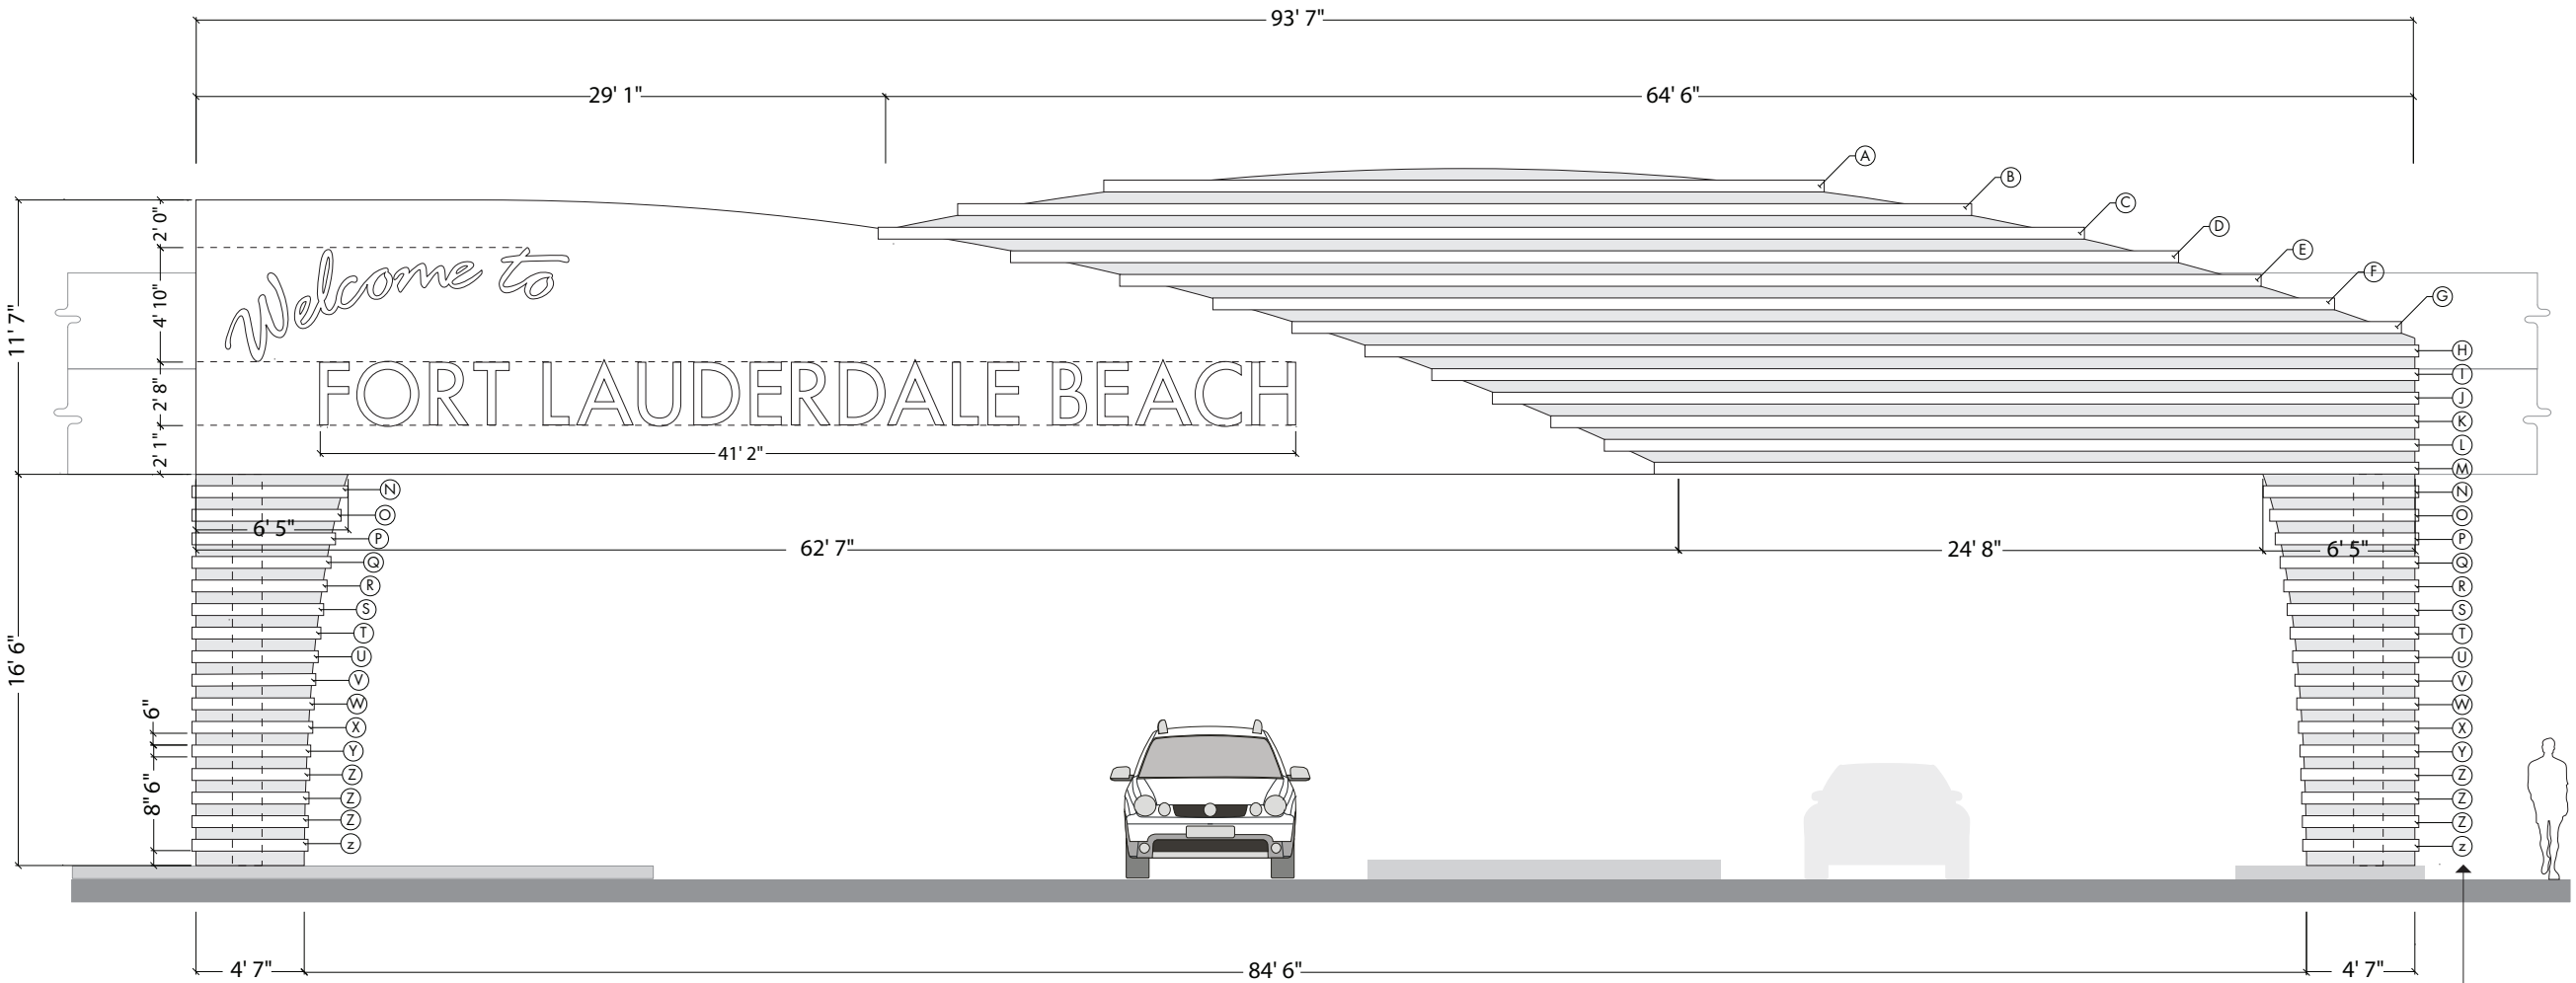 93' 7"
29' 1"
64' 6"
A
B
C
D
E
F
G
H
I
J
K
L
M
11' 7"
2' 0"
4' 10"
2' 8"
2' 1"
Welcome to
FORT LAUDERDALE BEACH
41' 2"
16' 6"
6"
8" 6"
6' 5"
62' 7"
24' 8"
6' 5"
N
O
P
Q
R
S
T
U
V
W
X
Y
Z
Z
Z
z
N
O
P
Q
R
S
T
U
V
W
X
Y
Z
Z
Z
z
4' 7"
84' 6"
4' 7"